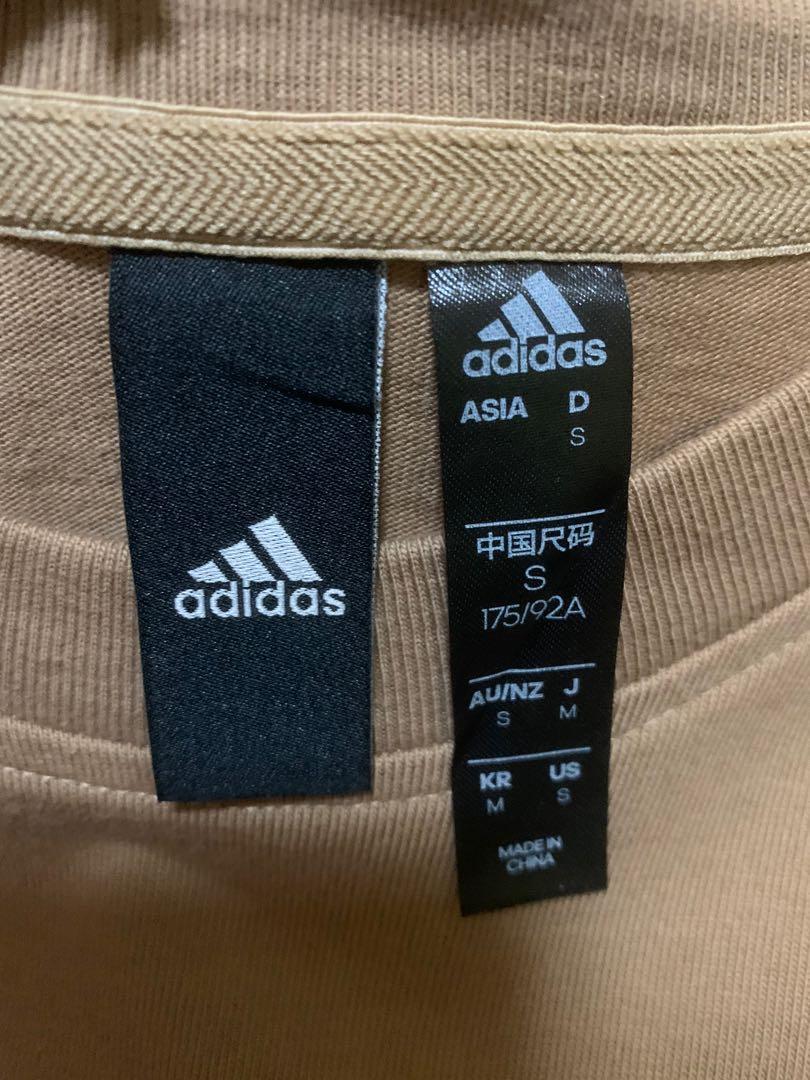 adidas
adidas
ASIA D
S
中国尺码
S
175/92A
AU/NZ J
S M
KR US
M S
MADE IN
CHINA